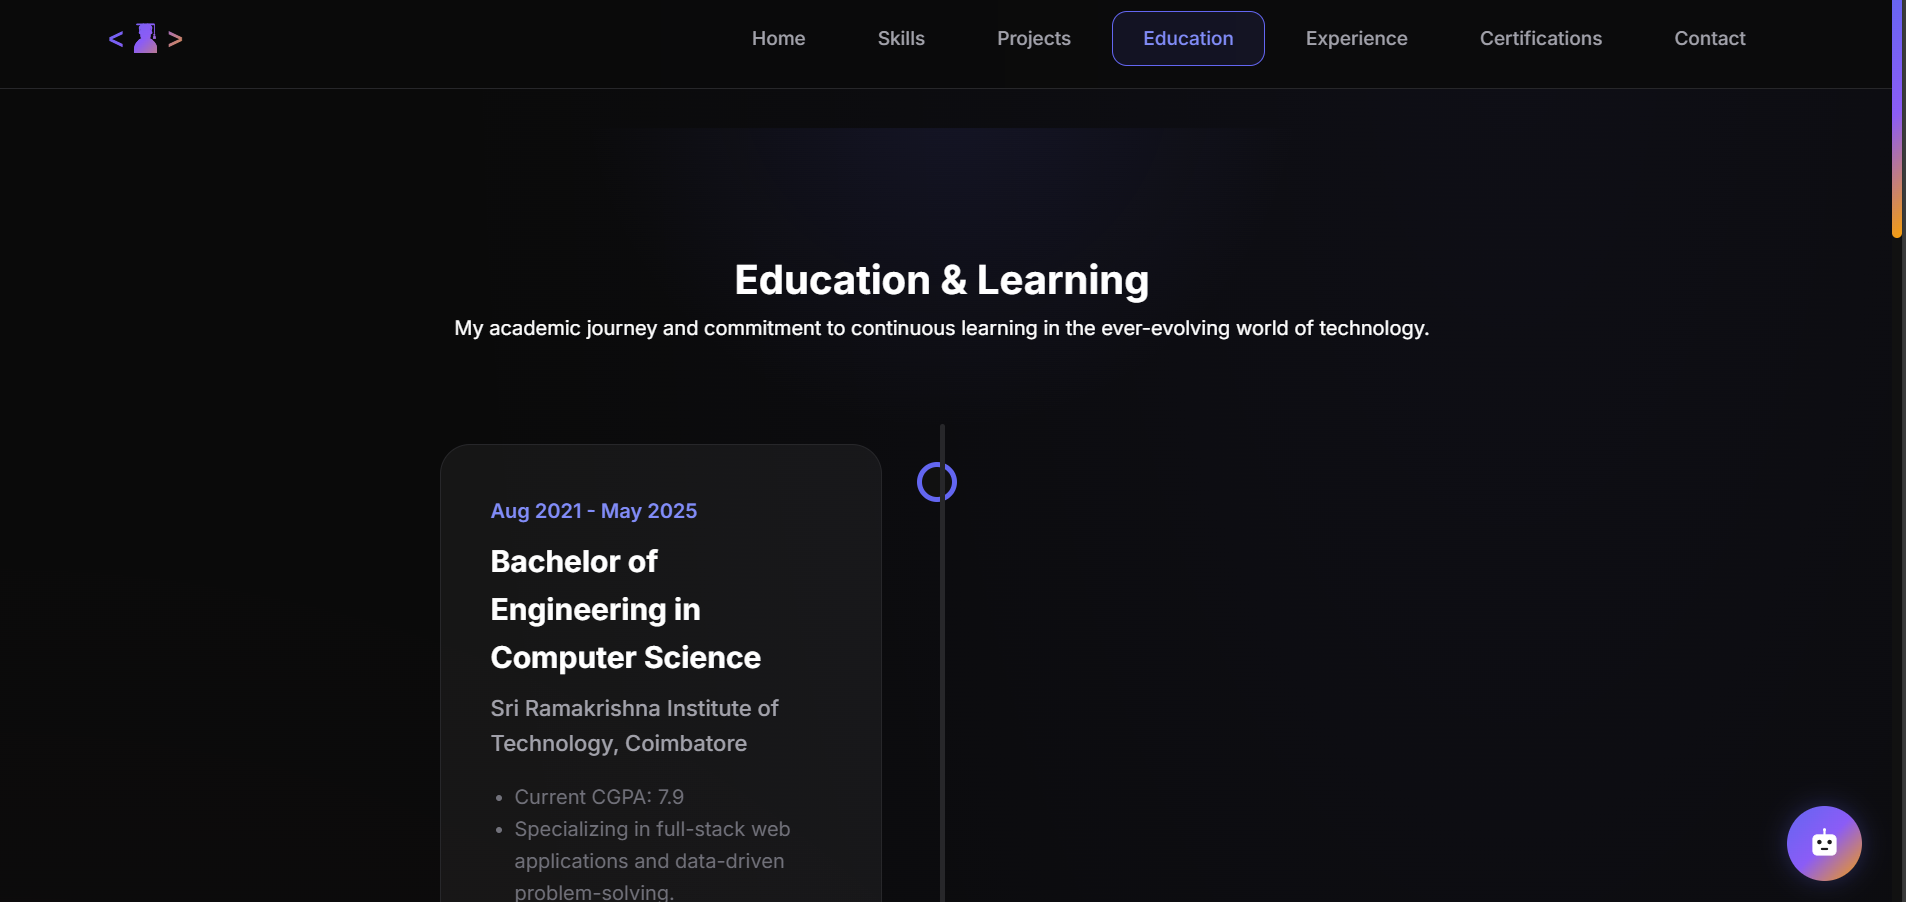 < >
Home Skills Projects Education Experience Certifications Contact
Education & Learning
My academic journey and commitment to continuous learning in the ever-evolving world of technology.
Aug 2021 - May 2025
Bachelor of
Engineering in
Computer Science
Sri Ramakrishna Institute of
Technology, Coimbatore
• Current CGPA: 7.9
• Specializing in full-stack web
applications and data-driven
problem-solving.